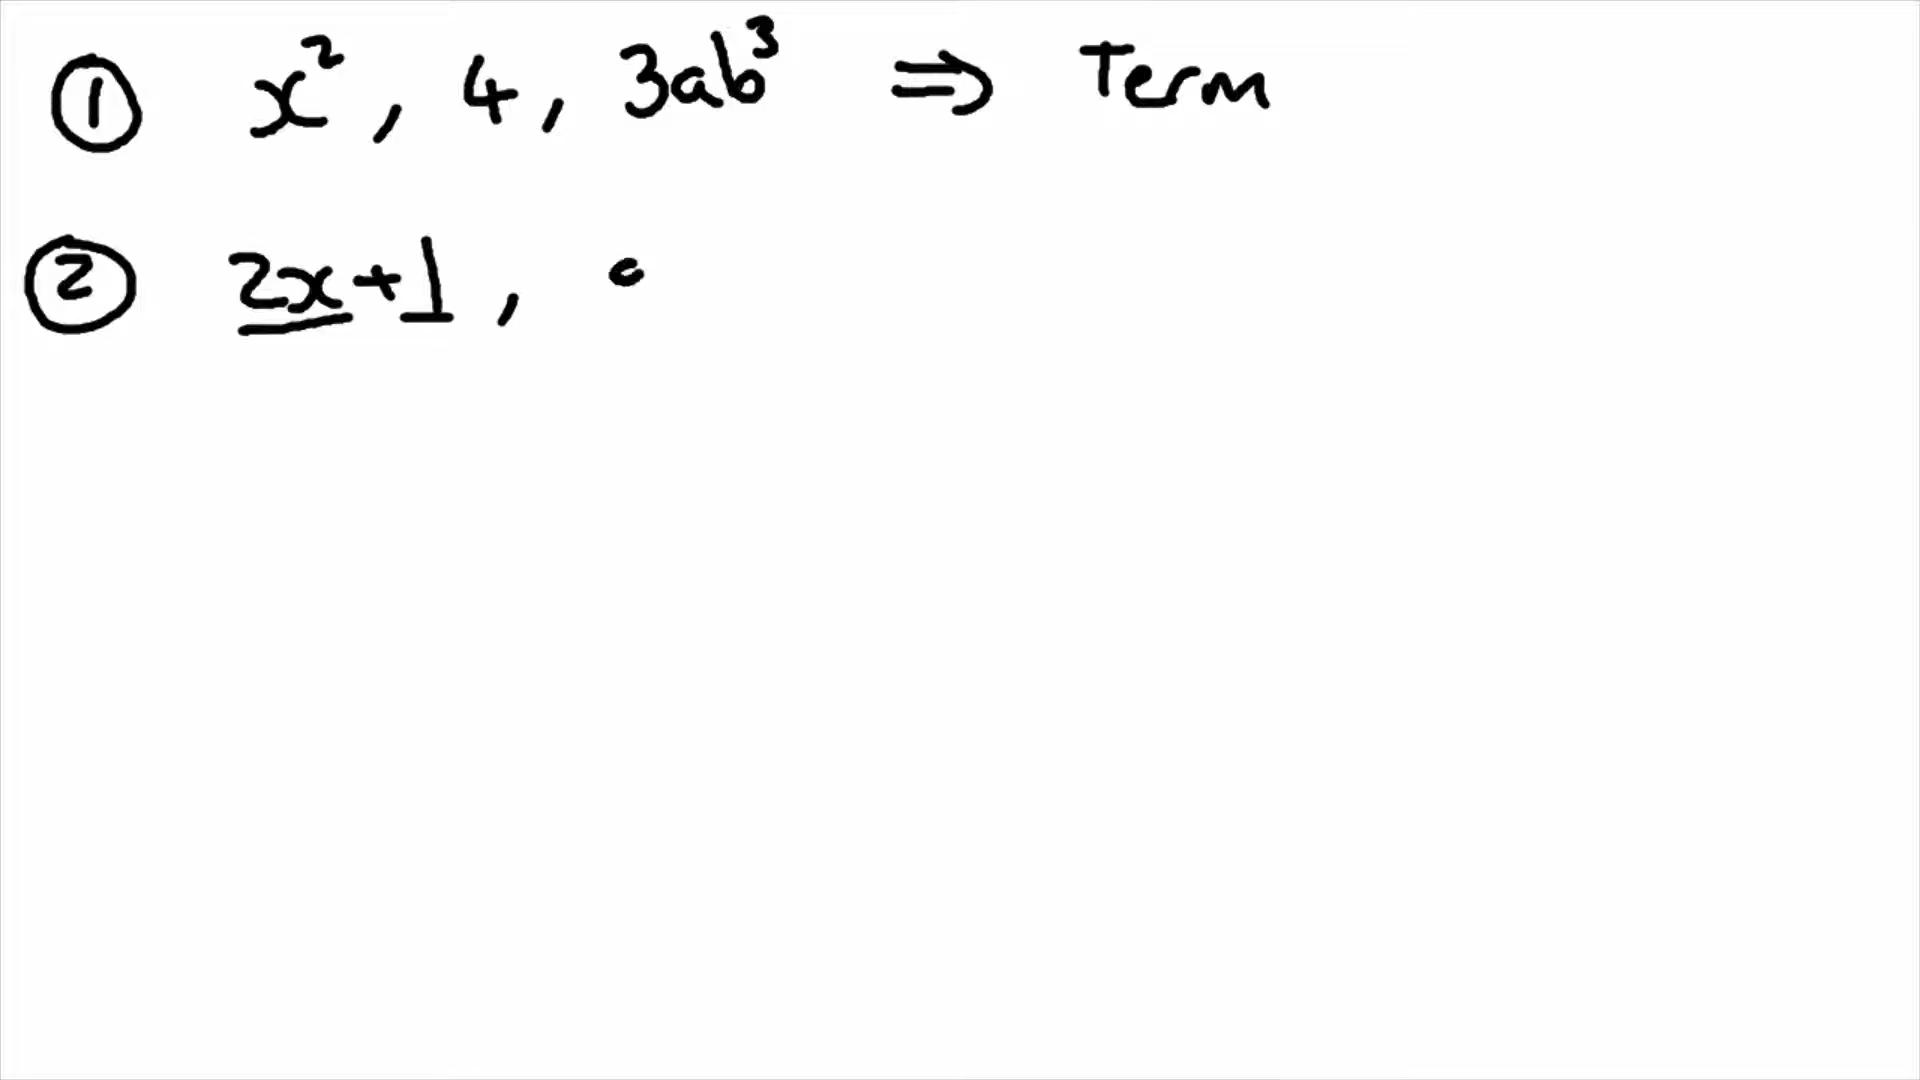 ① x², 4, 3ab³ ⇒ Term
② 2x+1,